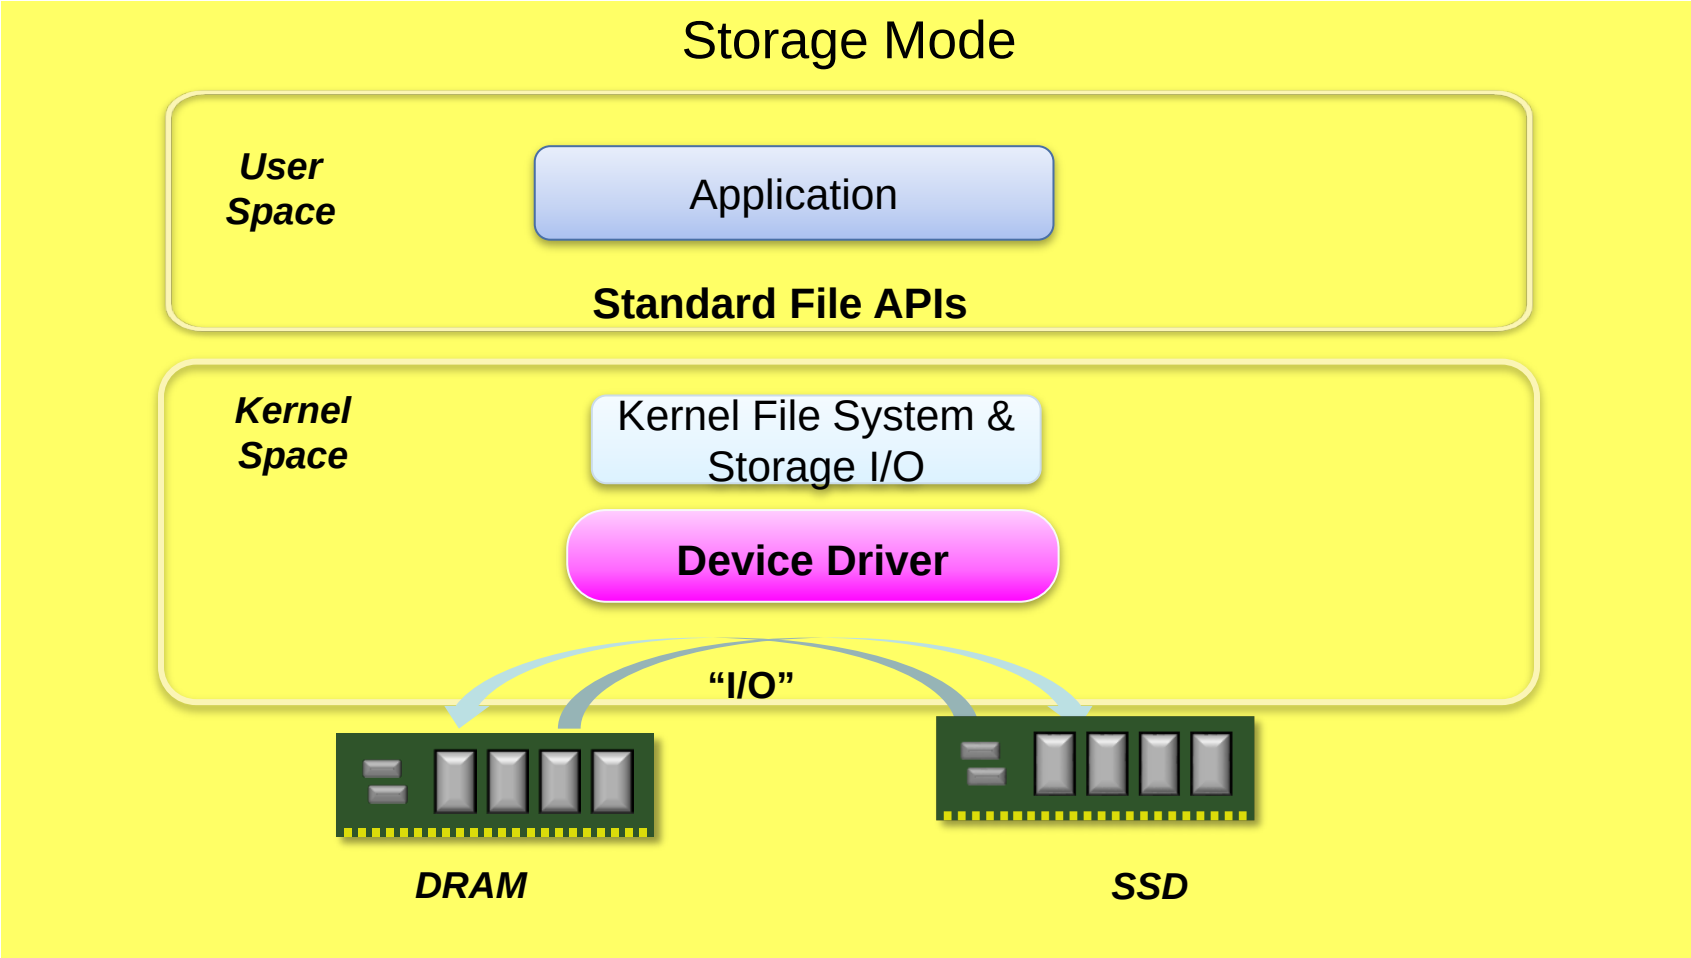 Storage Mode
User
Space
Application
Standard File APIs
Kernel
Space
Kernel File System &
Storage I/O
Device Driver
“I/O”
DRAM
SSD